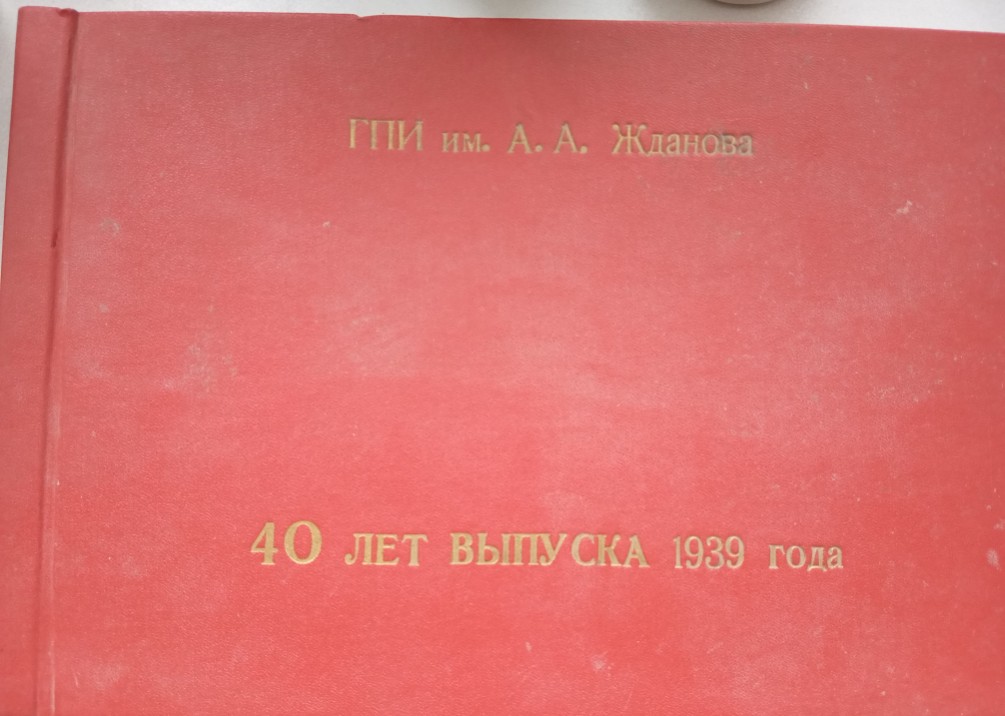 ГПИ им. А. А. Жданова
40 ЛЕТ ВЫПУСКА 1939 года